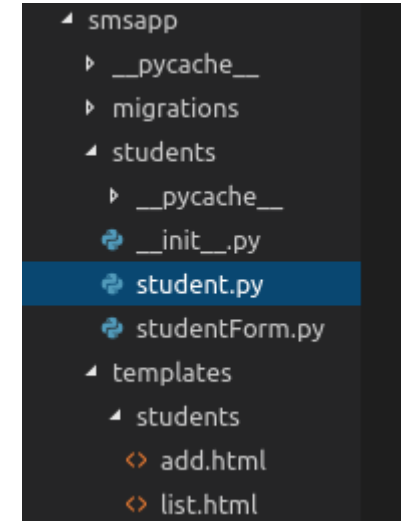 smsapp
__pycache__
migrations
students
__pycache__
__init__.py
student.py
studentForm.py
templates
students
add.html
list.html